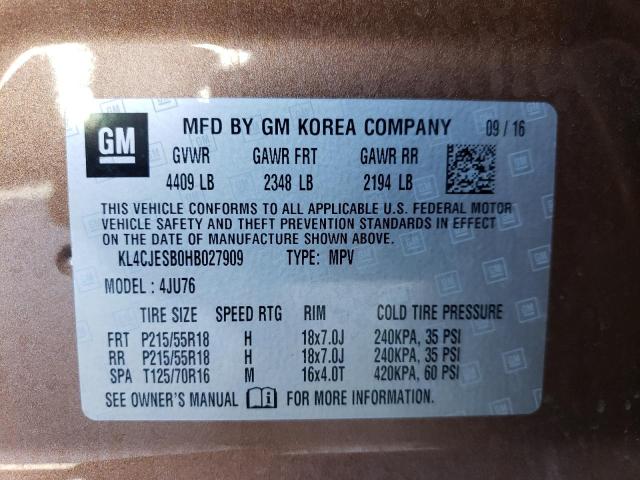 GM
MFD BY GM KOREA COMPANY 09 / 16
GVWR GAWR FRT GAWR RR
4409 LB 2348 LB 2194 LB
THIS VEHICLE CONFORMS TO ALL APPLICABLE U.S. FEDERAL MOTOR
VEHICLE SAFETY AND THEFT PREVENTION STANDARDS IN EFFECT ON
THE DATE OF MANUFACTURE SHOWN ABOVE.
KL4CJESB0HB027909 TYPE: MPV
MODEL : 4JU76
TIRE SIZE SPEED RTG RIM COLD TIRE PRESSURE
FRT P215/55R18 H 18x7.0J 240KPA, 35 PSI
RR P215/55R18 H 18x7.0J 240KPA, 35 PSI
SPA T125/70R16 M 16x4.0T 420KPA, 60 PSI
SEE OWNER'S MANUAL FOR MORE INFORMATION.